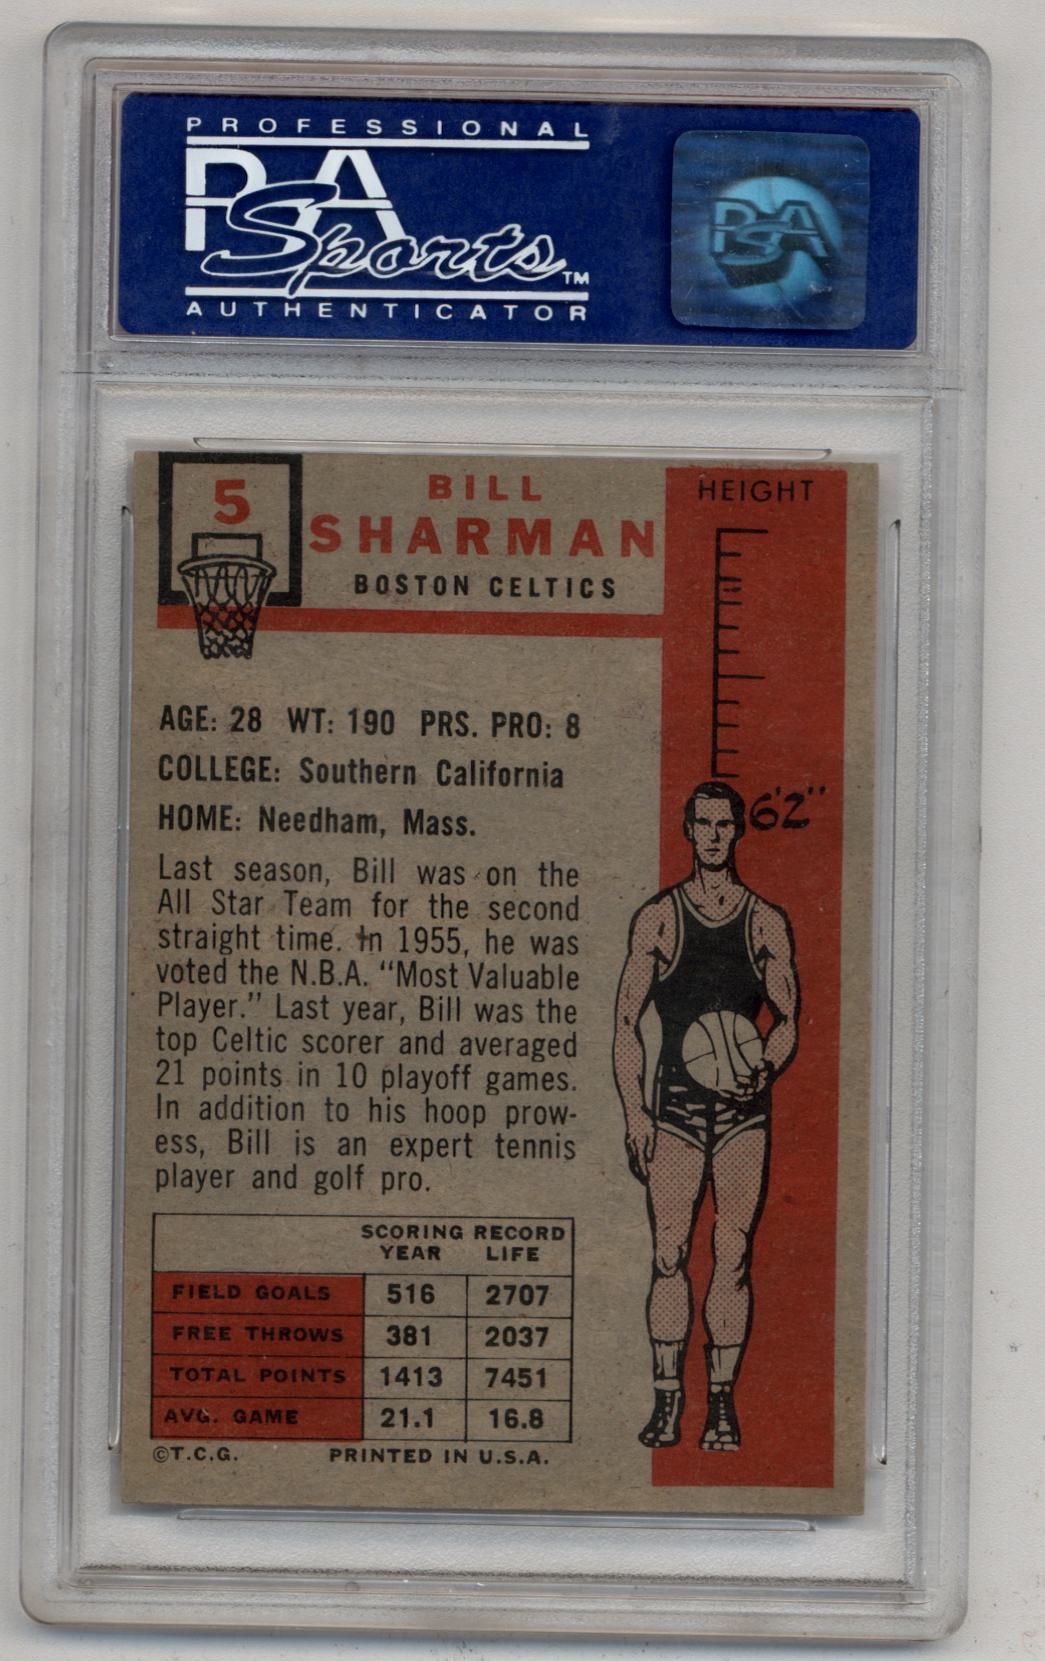 PROFESSIONAL
PSA
Sports™
AUTHENTICATOR
PSA
5
BILL
SHARMAN
BOSTON CELTICS
HEIGHT
6'2"
AGE: 28 WT: 190 PRS. PRO: 8
COLLEGE: Southern California
HOME: Needham, Mass.
Last season, Bill was on the
All Star Team for the second
straight time. In 1955, he was
voted the N.B.A. “Most Valuable
Player.” Last year, Bill was the
top Celtic scorer and averaged
21 points in 10 playoff games.
In addition to his hoop prow-
ess, Bill is an expert tennis
player and golf pro.
SCORING RECORD
YEAR LIFE
FIELD GOALS 516 2707
FREE THROWS 381 2037
TOTAL POINTS 1413 7451
AVG. GAME 21.1 16.8
©T.C.G. PRINTED IN U.S.A.